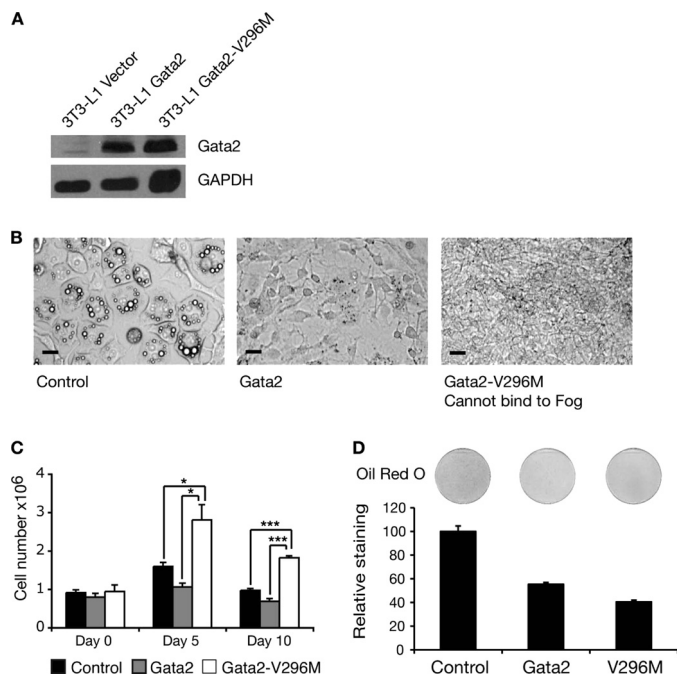 A
3T3-L1 Vector
3T3-L1 Gata2
3T3-L1 Gata2-V296M
Gata2
GAPDH
B
Control
Gata2
Gata2-V296M
Cannot bind to Fog
C
Cell number x10⁶
4
3
2
1
0
*
*
***
***
Day 0
Day 5
Day 10
Control
Gata2
Gata2-V296M
D
Oil Red O
Relative staining
120
100
80
60
40
20
0
Control
Gata2
V296M